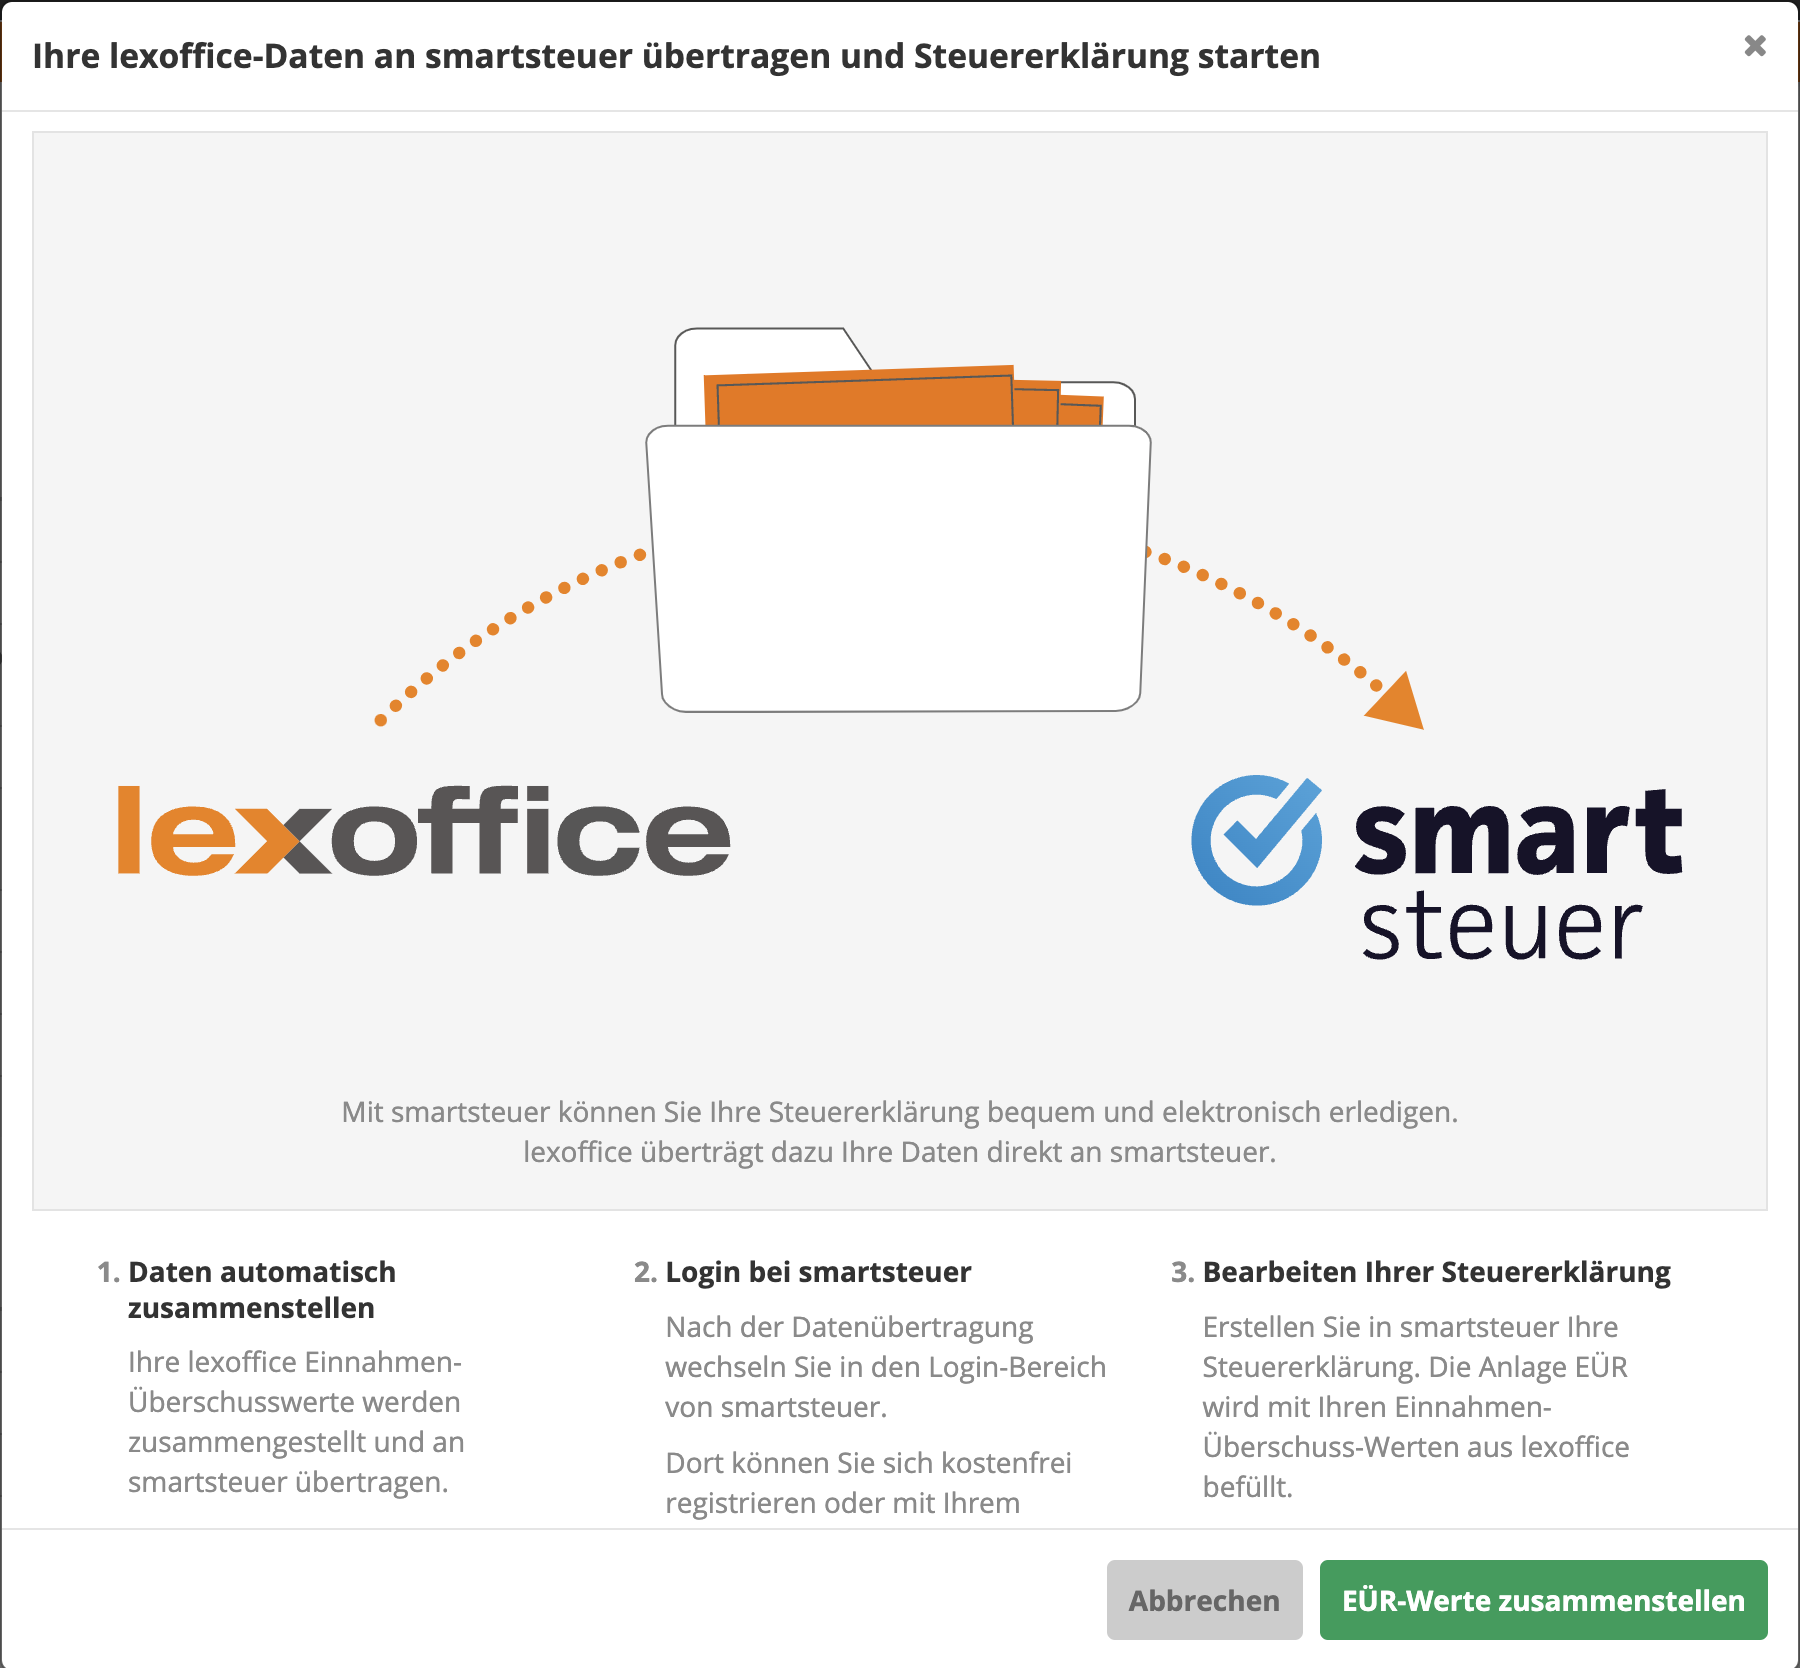 Ihre lexoffice-Daten an smartsteuer übertragen und Steuererklärung starten
lexoffice
smart
steuer
Mit smartsteuer können Sie Ihre Steuererklärung bequem und elektronisch erledigen.
lexoffice überträgt dazu Ihre Daten direkt an smartsteuer.
1. Daten automatisch
zusammenstellen
Ihre lexoffice Einnahmen-
Überschusswerte werden
zusammengestellt und an
smartsteuer übertragen.
2. Login bei smartsteuer
Nach der Datenübertragung
wechseln Sie in den Login-Bereich
von smartsteuer.
Dort können Sie sich kostenfrei
registrieren oder mit Ihrem
3. Bearbeiten Ihrer Steuererklärung
Erstellen Sie in smartsteuer Ihre
Steuererklärung. Die Anlage EÜR
wird mit Ihren Einnahmen-
Überschuss-Werten aus lexoffice
befüllt.
Abbrechen
EÜR-Werte zusammenstellen